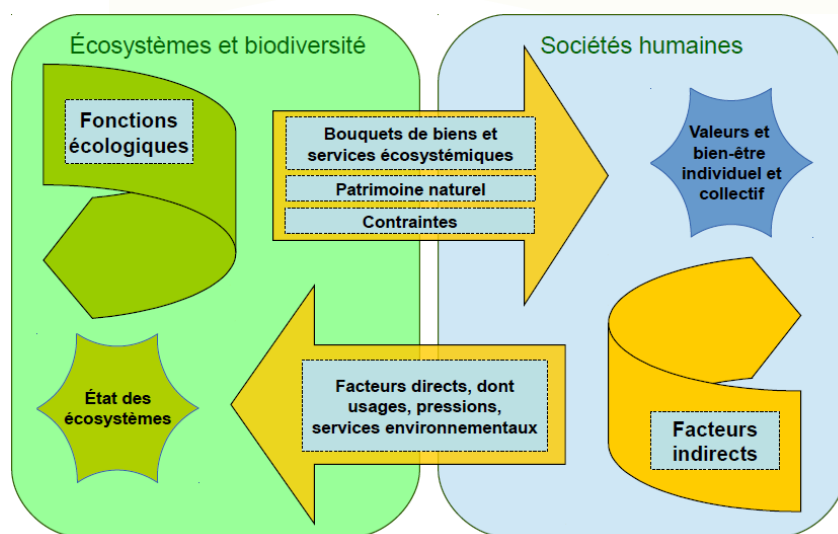 Écosystèmes et biodiversité
Sociétés humaines
Fonctions
écologiques
Bouquets de biens et
services écosystémiques
Patrimoine naturel
Contraintes
Valeurs et
bien-être
individuel et
collectif
État des
écosystèmes
Facteurs directs, dont
usages, pressions,
services environnementaux
Facteurs
indirects